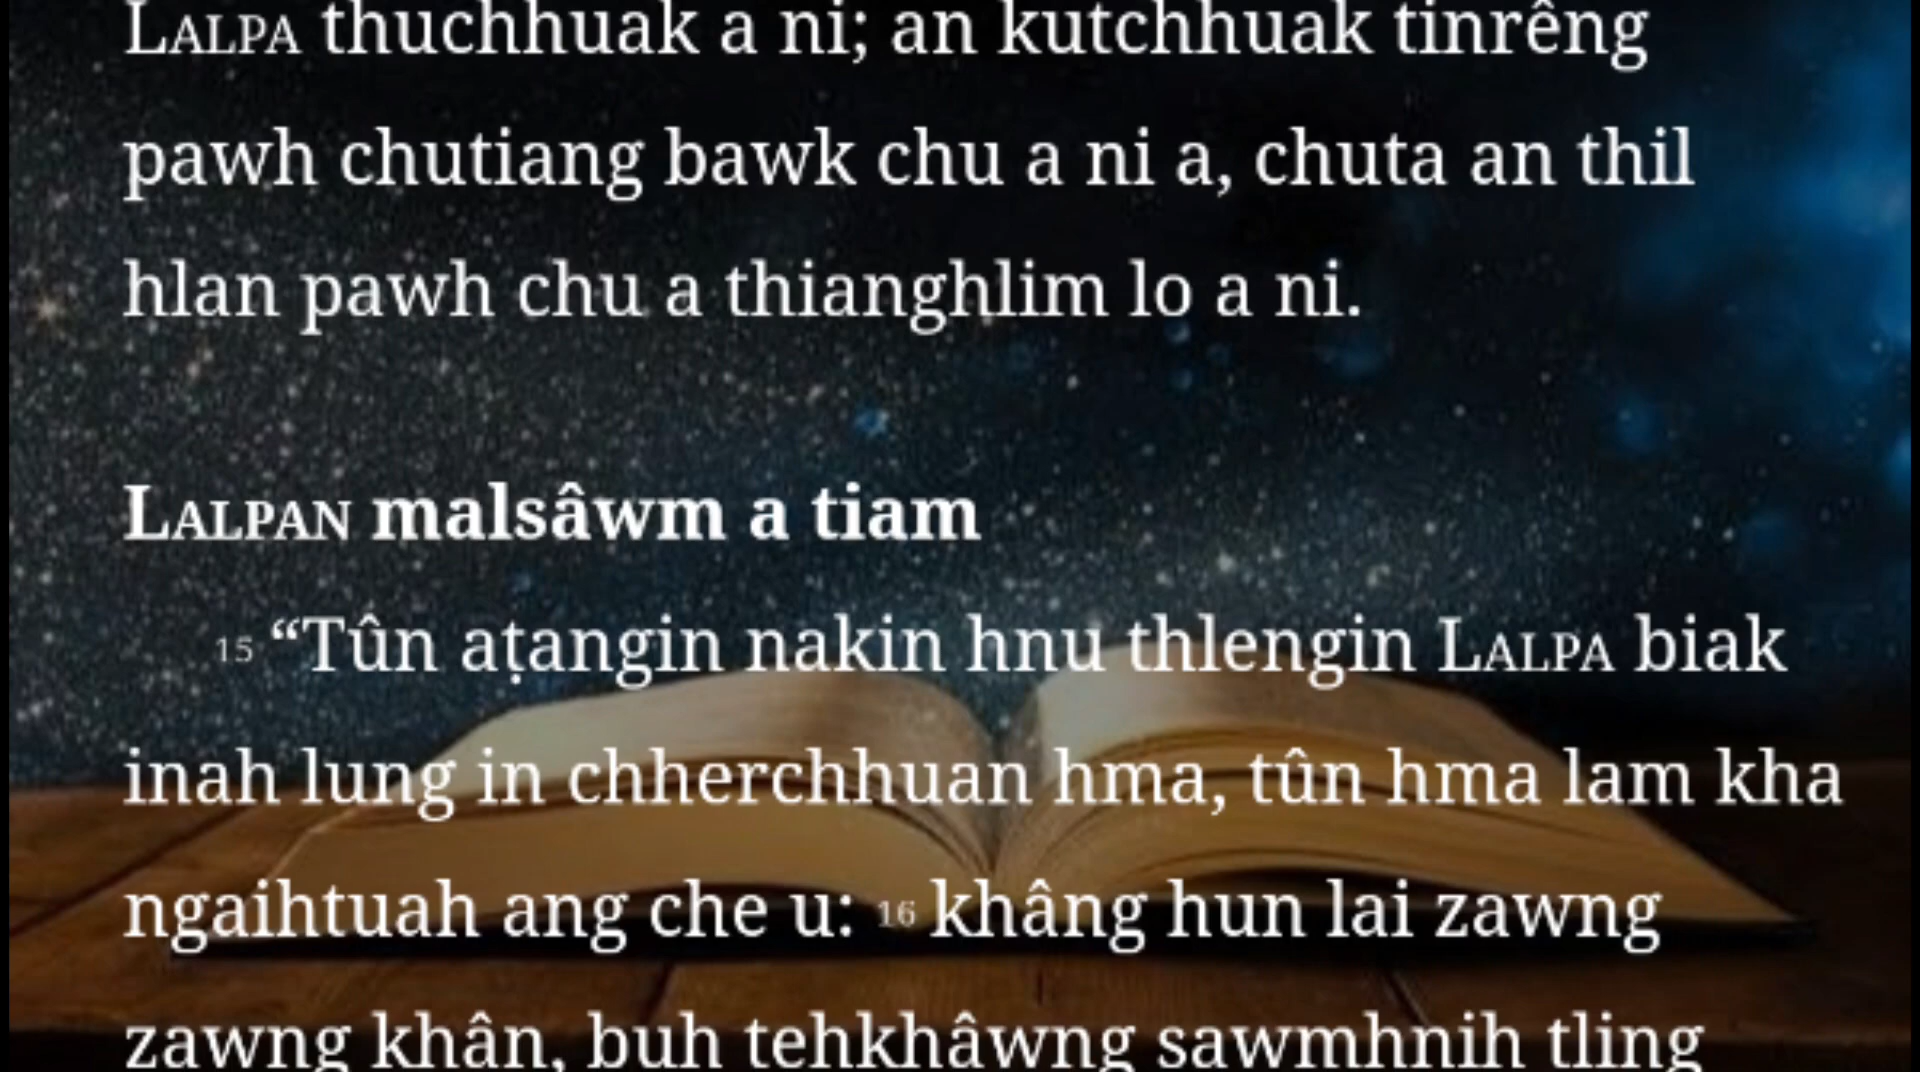 LALPA thuchhuak a ni; an kutchhuak tinrêng
pawh chutiang bawk chu a ni a, chuta an thil
hlan pawh chu a thianghlim lo a ni.
LALPAN malsâwm a tiam
15 “Tûn aṭangin nakin hnu thlengin LALPA biak
inah lung in chherchhuan hma, tûn hma lam kha
ngaihtuah ang che u: 16 khâng hun lai zawng
zawng khân, buh tehkhâwng sawmhnih tling